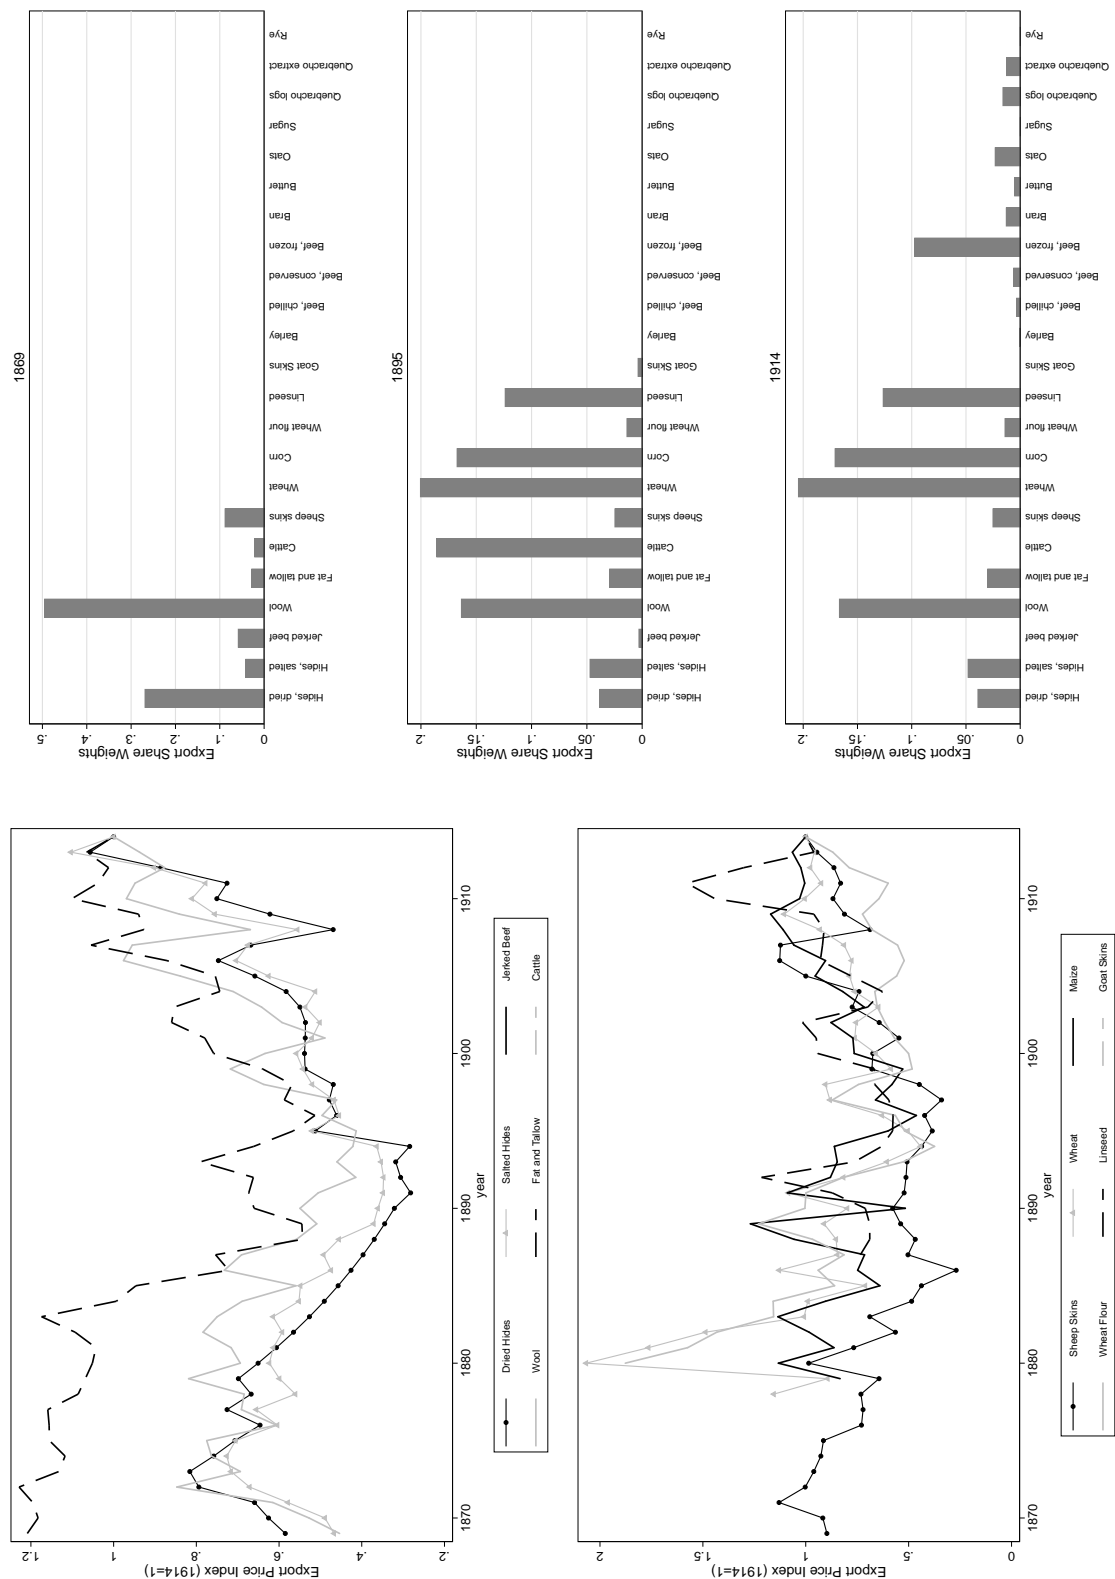 1869
Export Share Weights
0 .1 .2 .3 .4 .5
Hides, dried
Hides, salted
Jerked beef
Wool
Fat and tallow
Cattle
Sheep skins
Wheat
Corn
Wheat flour
Linseed
Goat Skins
Barley
Beef, chilled
Beef, conserved
Beef, frozen
Bran
Butter
Oats
Sugar
Quebracho logs
Quebracho extract
Rye
1895
Export Share Weights
0 .05 .1 .15 .2
Hides, dried
Hides, salted
Jerked beef
Wool
Fat and tallow
Cattle
Sheep skins
Wheat
Corn
Wheat flour
Linseed
Goat Skins
Barley
Beef, chilled
Beef, conserved
Beef, frozen
Bran
Butter
Oats
Sugar
Quebracho logs
Quebracho extract
Rye
1914
Export Share Weights
0 .05 .1 .15 .2
Hides, dried
Hides, salted
Jerked beef
Wool
Fat and tallow
Cattle
Sheep skins
Wheat
Corn
Wheat flour
Linseed
Goat Skins
Barley
Beef, chilled
Beef, conserved
Beef, frozen
Bran
Butter
Oats
Sugar
Quebracho logs
Quebracho extract
Rye
Export Price Index (1914=1)
.2 .4 .6 .8 1 1.2
1870 1880 1890 1900 1910
year
Dried Hides Salted Hides Jerked Beef
Wool Fat and Tallow Cattle
Export Price Index (1914=1)
0 .5 1 1.5 2
1870 1880 1890 1900 1910
year
Sheep Skins Wheat Maize
Wheat Flour Linseed Goat Skins